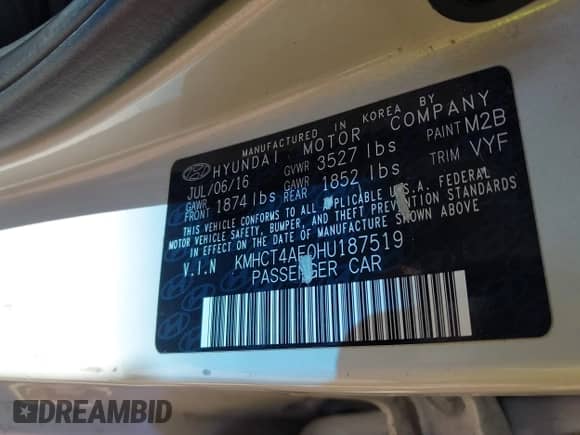 MANUFACTURED IN KOREA BY
HYUNDAI MOTOR COMPANY
JUL/06/16 GVWR 3527 lbs PAINT M2B
GAWR FRONT 1874 lbs GAWR REAR 1852 lbs TRIM VYF
THIS VEHICLE CONFORMS TO ALL APPLICABLE U.S.A. FEDERAL
MOTOR VEHICLE SAFETY, BUMPER, AND THEFT PREVENTION STANDARDS
IN EFFECT ON THE DATE OF MANUFACTURE SHOWN ABOVE
V.I.N KMHCT4AE0HU187519
PASSENGER CAR
DREAMBID